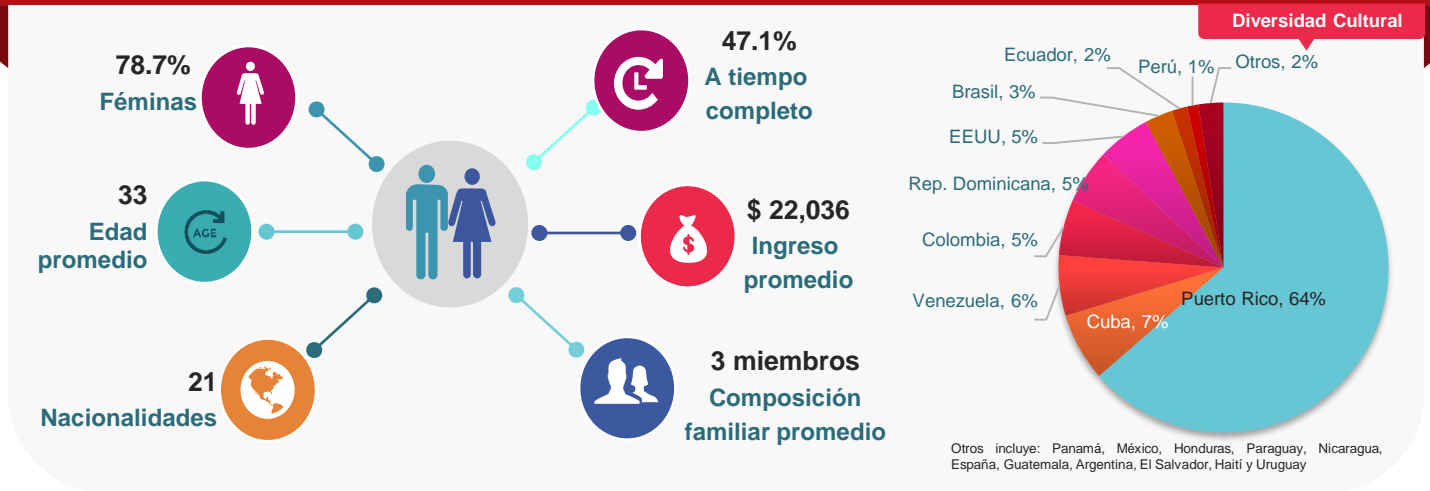 Diversidad Cultural
78.7%
Féminas
33
Edad
promedio
AGE
21
Nacionalidades
47.1%
A tiempo
completo
$ 22,036
$
Ingreso
promedio
3 miembros
Composición
familiar promedio
Ecuador, 2%
Perú, 1%
Otros, 2%
Brasil, 3%
EEUU, 5%
Rep. Dominicana, 5%
Colombia, 5%
Venezuela, 6%
Cuba, 7%
Puerto Rico, 64%
Otros incluye: Panamá, México, Honduras, Paraguay, Nicaragua,
España, Guatemala, Argentina, El Salvador, Haití y Uruguay